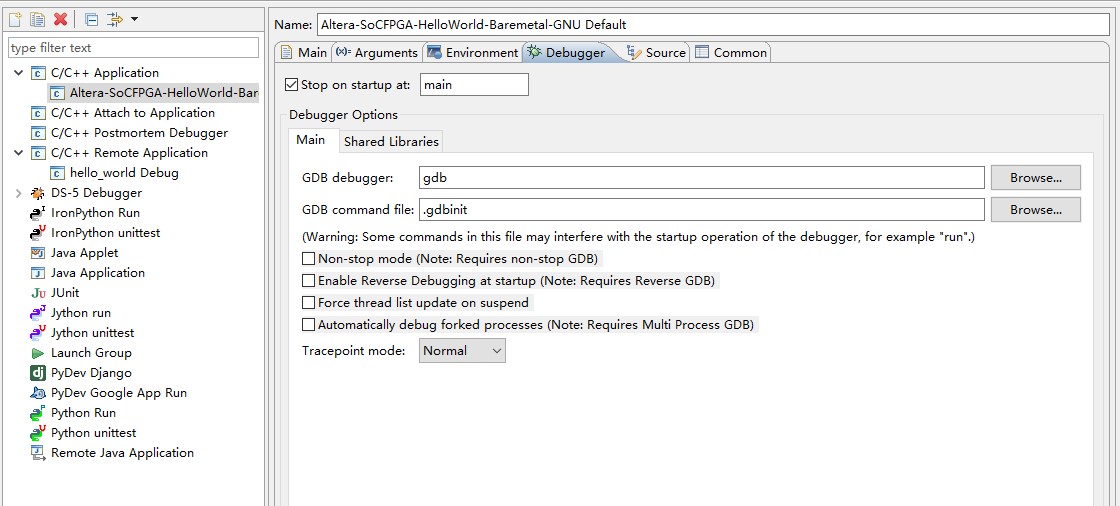 type filter text
C/C++ Application
Altera-SoCFPGA-HelloWorld-Bar
C/C++ Attach to Application
C/C++ Postmortem Debugger
C/C++ Remote Application
hello_world Debug
DS-5 Debugger
IronPython Run
IronPython unittest
Java Applet
Java Application
JUnit
Jython run
Jython unittest
Launch Group
PyDev Django
PyDev Google App Run
Python Run
Python unittest
Remote Java Application
Name: Altera-SoCFPGA-HelloWorld-Baremetal-GNU Default
Main (x)= Arguments Environment Debugger Source Common
Stop on startup at: main
Debugger Options
Main Shared Libraries
GDB debugger: gdb Browse...
GDB command file: .gdbinit Browse...
(Warning: Some commands in this file may interfere with the startup operation of the debugger, for example "run".)
Non-stop mode (Note: Requires non-stop GDB)
Enable Reverse Debugging at startup (Note: Requires Reverse GDB)
Force thread list update on suspend
Automatically debug forked processes (Note: Requires Multi Process GDB)
Tracepoint mode: Normal